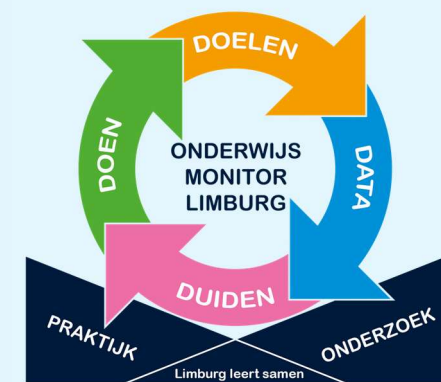 DOELEN
DATA
DUIDEN
DOEN
ONDERWIJS
MONITOR
LIMBURG
PRAKTIJK
ONDERZOEK
Limburg leert samen